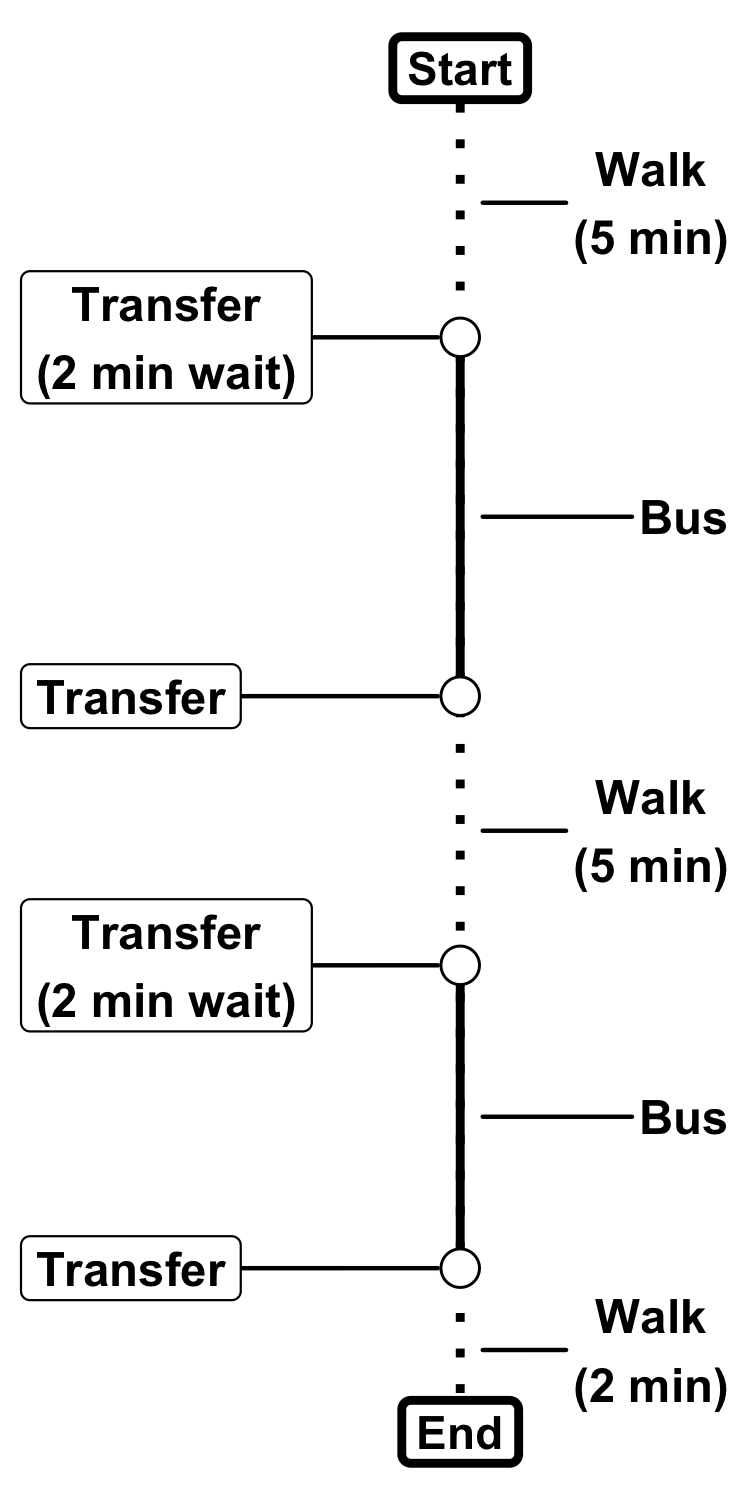 Start
Walk
(5 min)
Transfer
(2 min wait)
Bus
Transfer
Walk
(5 min)
Transfer
(2 min wait)
Bus
Transfer
Walk
(2 min)
End